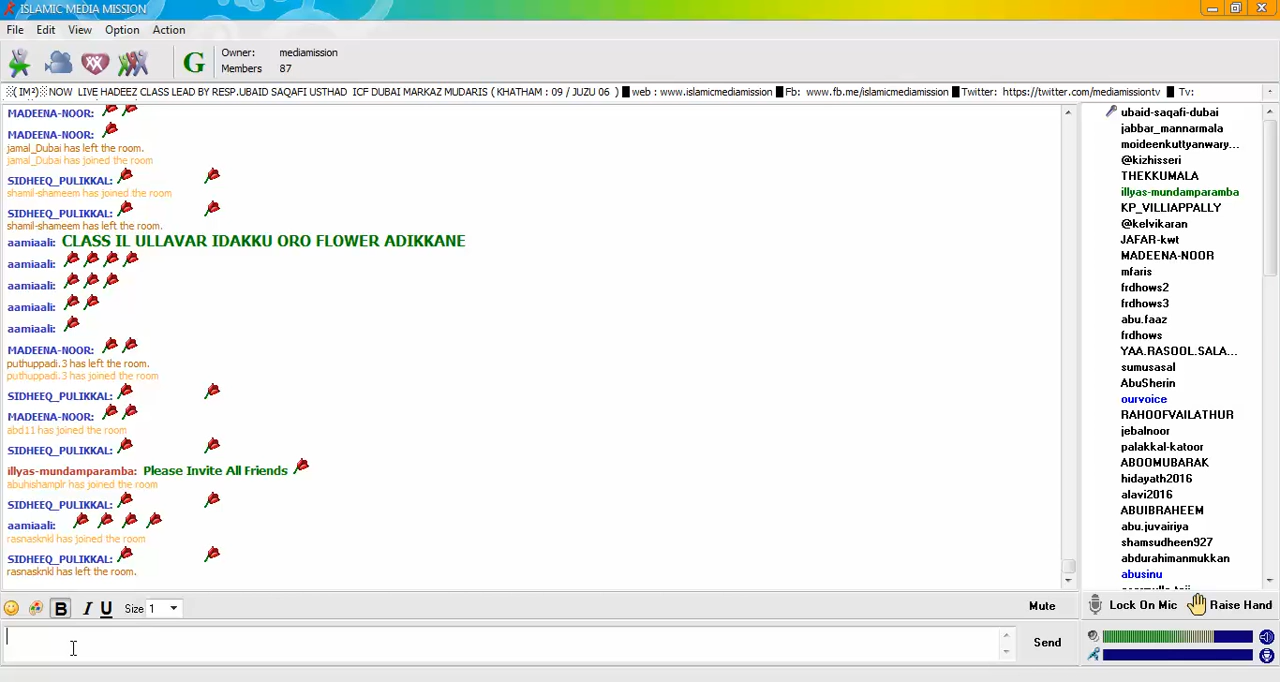 ISLAMIC MEDIA MISSION
File Edit View Option Action
G Owner: mediamission
Members 87
(IM²) NOW LIVE HADEEZ CLASS LEAD BY RESP.UBAID SAQAFI USTHAD ICF DUBAI MARKAZ MUDARIS ( KHATHAM : 09 / JUZU 06 ) web : www.islamicmediamission Fb: www.fb.me/islamicmediamission Twitter: https://twitter.com/mediamissiontv Tv:
MADEENA-NOOR:
MADEENA-NOOR:
jamal_Dubai has left the room.
jamal_Dubai has joined the room
SIDHEEQ_PULIKKAL:
shamil-shameem has joined the room
SIDHEEQ_PULIKKAL:
shamil-shameem has left the room.
aamiaali: CLASS IL ULLAVAR IDAKKU ORO FLOWER ADIKKANE
aamiaali:
aamiaali:
aamiaali:
aamiaali:
MADEENA-NOOR:
puthuppadi.3 has left the room.
puthuppadi.3 has joined the room
SIDHEEQ_PULIKKAL:
MADEENA-NOOR:
abd11 has joined the room
SIDHEEQ_PULIKKAL:
illyas-mundamparamba: Please Invite All Friends
abuhishamplr has joined the room
SIDHEEQ_PULIKKAL:
aamiaali:
rasnasknkl has joined the room
SIDHEEQ_PULIKKAL:
rasnasknkl has left the room.
ubaid-saqafi-dubai
jabbar_mannarmala
moideenkuttyanwary...
@kizhisseri
THEKKUMALA
illyas-mundamparamba
KP_VILLIAPPALLY
@kelvikaran
JAFAR-kwt
MADEENA-NOOR
mfaris
frdhows2
frdhows3
abu.faaz
frdhows
YAA.RASOOL.SALA...
sumusasal
AbuSherin
ourvoice
RAHOOFVAILATHUR
jebalnoor
palakkal-katoor
ABOOMUBARAK
hidayath2016
alavi2016
ABUIBRAHEEM
abu.juvairiya
shamsudheen927
abdurahimanmukkan
abusinu
B I U Size 1 Mute
Lock On Mic Raise Hand
Send